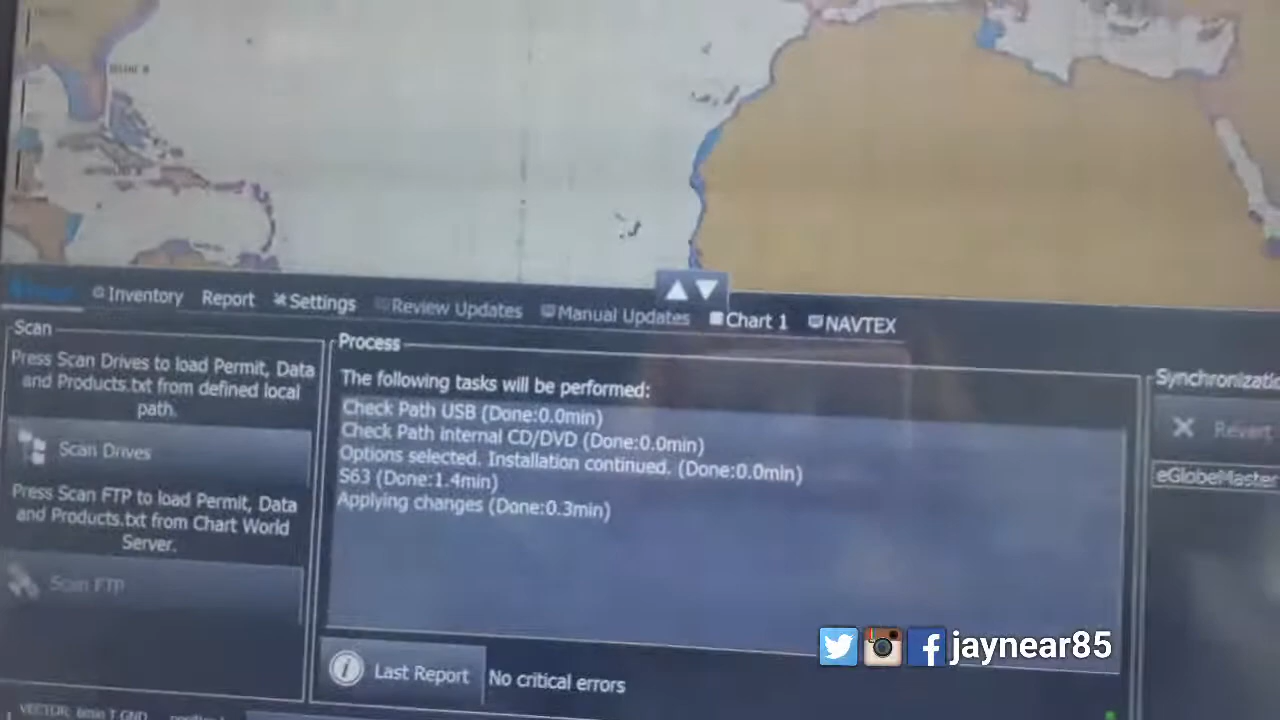 Inventory
Report
Settings
Review Updates
Manual Updates
Chart 1
NAVTEX
Scan
Press Scan Drives to load Permit, Data
and Products.txt from defined local
path.
Scan Drives
Press Scan FTP to load Permit, Data
and Products.txt from Chart World
Server.
Scan FTP
Process
The following tasks will be performed:
Check Path USB (Done:0.0min)
Check Path Internal CD/DVD (Done:0.0min)
Options selected. Installation continued. (Done:0.0min)
S63 (Done:1.4min)
Applying changes (Done:0.3min)
Last Report
No critical errors
Revert
eGlobeMaster
jaynear85
VECTOR 6min T GND